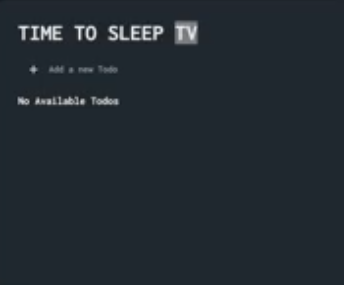 TIME TO SLEEP TV
+ Add a new Todo
No Available Todos